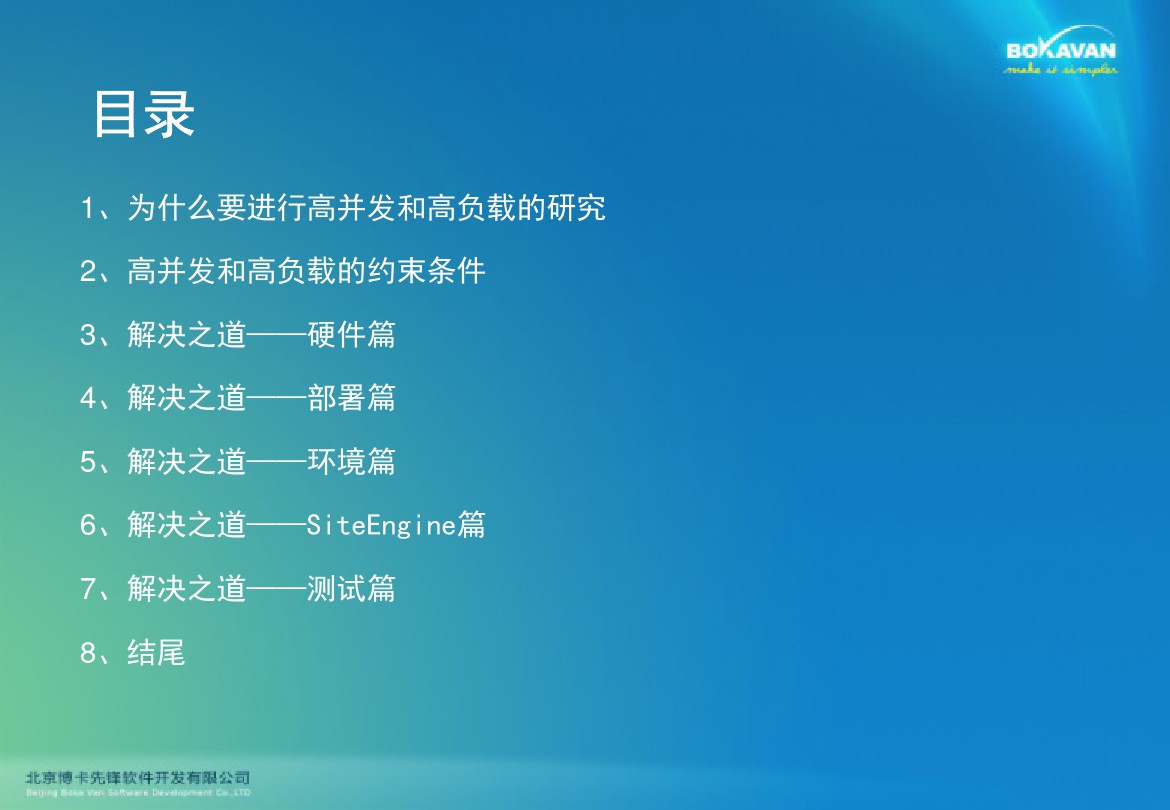 BOKAVAN
make it simpler
目录
1、为什么要进行高并发和高负载的研究
2、高并发和高负载的约束条件
3、解决之道——硬件篇
4、解决之道——部署篇
5、解决之道——环境篇
6、解决之道——SiteEngine篇
7、解决之道——测试篇
8、结尾
北京博卡先锋软件开发有限公司
Beijing Boka Van Software Development Co.,LTD